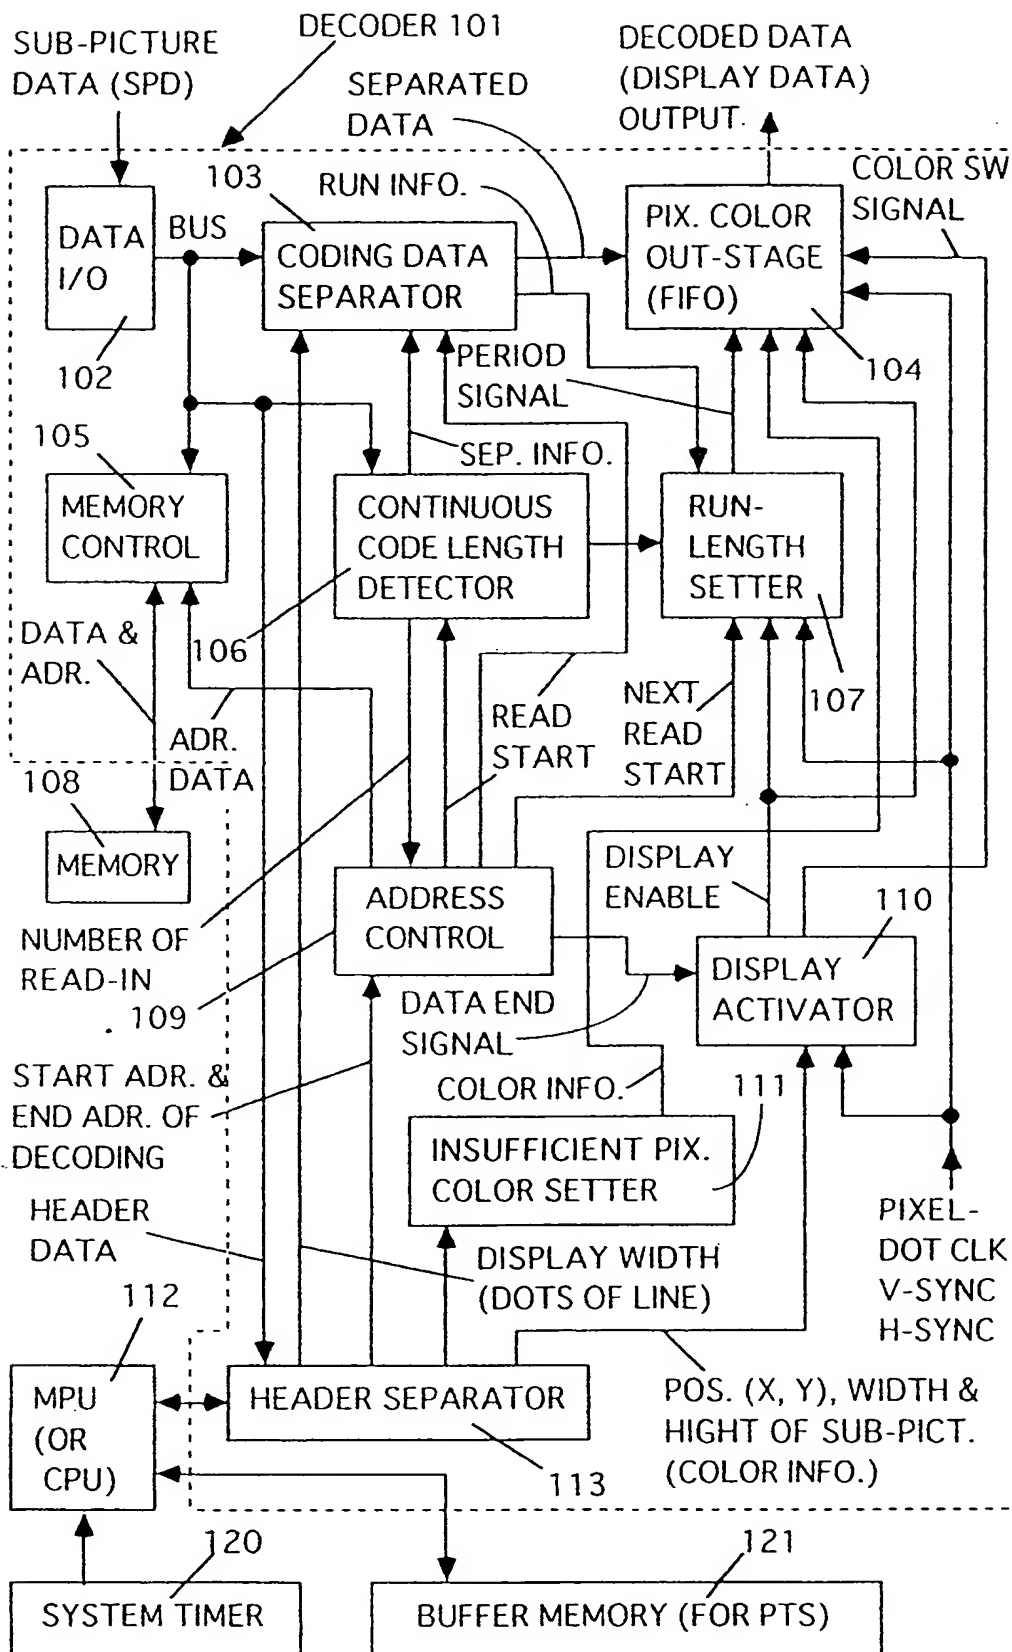 DECODER 101
SUB-PICTURE
DATA (SPD)
DECODED DATA
(DISPLAY DATA)
OUTPUT
SEPARATED
DATA
COLOR SW
SIGNAL
103
RUN INFO.
DATA
I/O
BUS
CODING DATA
SEPARATOR
PIX. COLOR
OUT-STAGE
(FIFO)
102
PERIOD
SIGNAL
104
105
SEP. INFO.
MEMORY
CONTROL
CONTINUOUS
CODE LENGTH
DETECTOR
RUN-
LENGTH
SETTER
DATA &
ADR.
106
107
ADR.
DATA
READ
START
NEXT
READ
START
108
MEMORY
DISPLAY
ENABLE
ADDRESS
CONTROL
110
NUMBER OF
READ-IN
109
DISPLAY
ACTIVATOR
DATA END
SIGNAL
START ADR. &
END ADR. OF
DECODING
COLOR INFO.
111
INSUFFICIENT PIX.
COLOR SETTER
HEADER
DATA
DISPLAY WIDTH
(DOTS OF LINE)
PIXEL-
DOT CLK
V-SYNC
H-SYNC
112
MPU
(OR
CPU)
HEADER SEPARATOR
113
POS. (X, Y), WIDTH &
HIGHT OF SUB-PICT.
(COLOR INFO.)
120
121
SYSTEM TIMER
BUFFER MEMORY (FOR PTS)